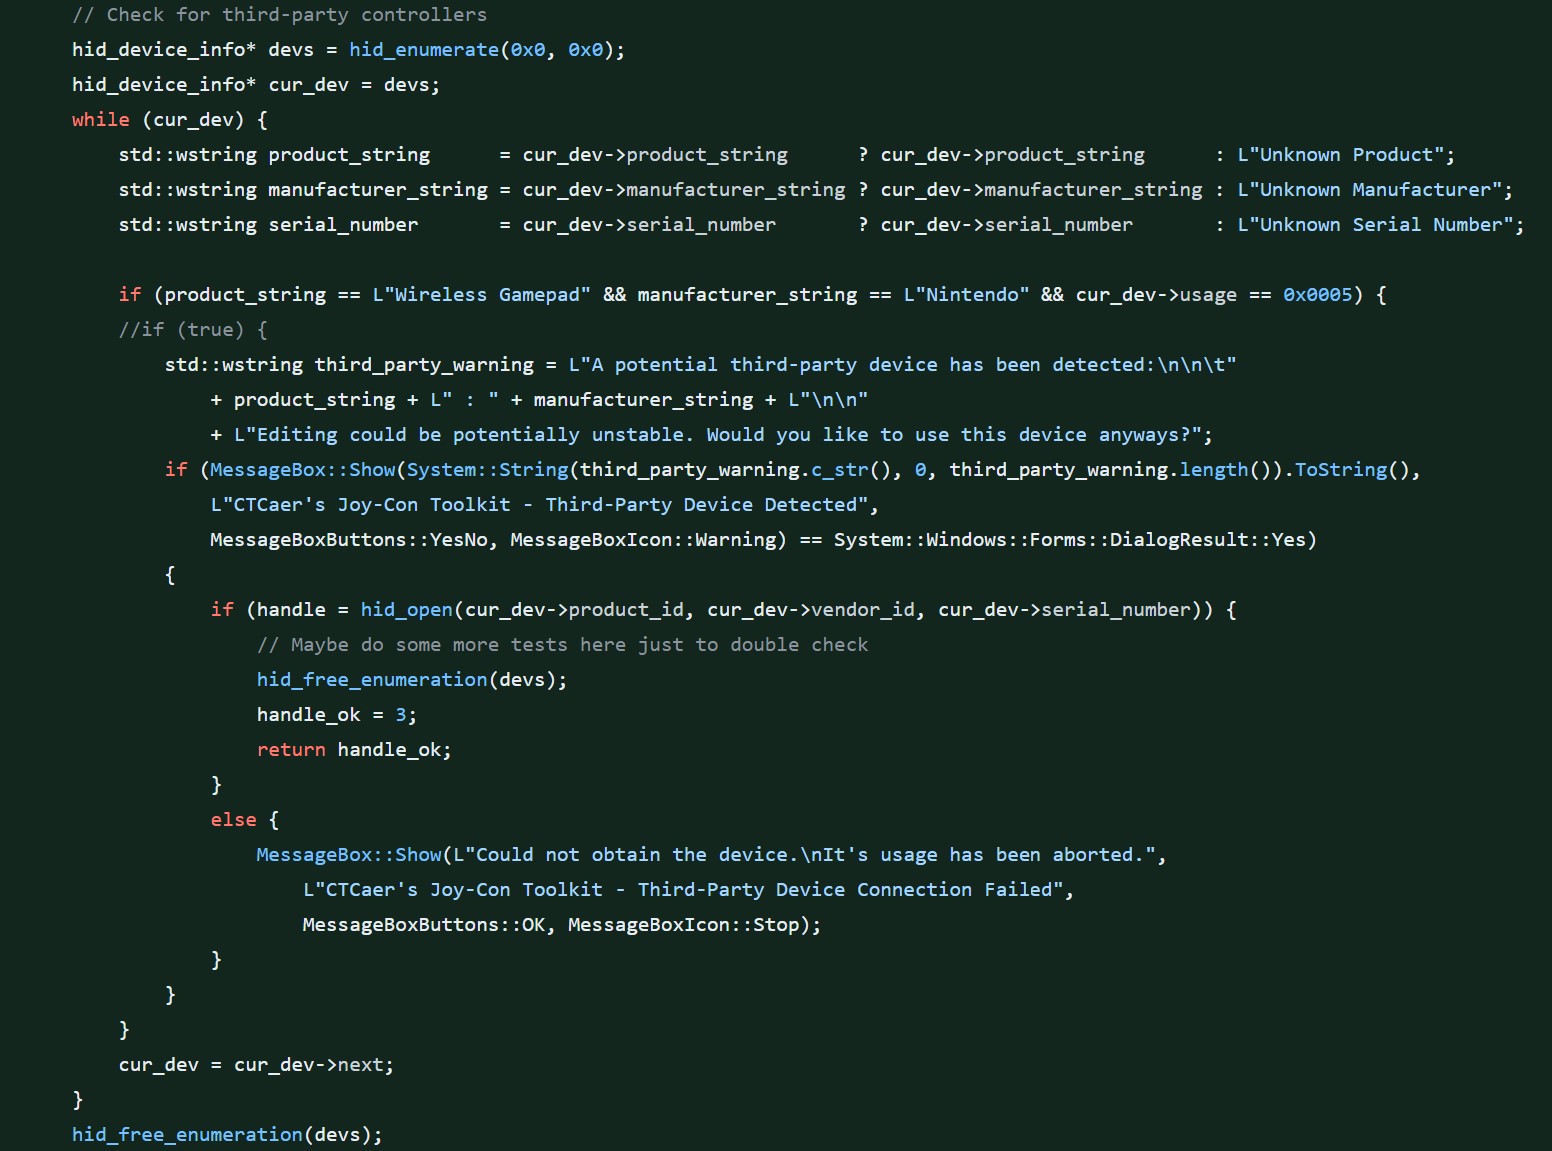 // Check for third-party controllers
hid_device_info* devs = hid_enumerate(0x0, 0x0);
hid_device_info* cur_dev = devs;
while (cur_dev) {
    std::wstring product_string      = cur_dev->product_string      ? cur_dev->product_string      : L"Unknown Product";
    std::wstring manufacturer_string = cur_dev->manufacturer_string ? cur_dev->manufacturer_string : L"Unknown Manufacturer";
    std::wstring serial_number       = cur_dev->serial_number       ? cur_dev->serial_number       : L"Unknown Serial Number";

    if (product_string == L"Wireless Gamepad" && manufacturer_string == L"Nintendo" && cur_dev->usage == 0x0005) {
    //if (true) {
        std::wstring third_party_warning = L"A potential third-party device has been detected:\n\n\t"
            + product_string + L" : " + manufacturer_string + L"\n\n"
            + L"Editing could be potentially unstable. Would you like to use this device anyways?";
        if (MessageBox::Show(System::String(third_party_warning.c_str(), 0, third_party_warning.length()).ToString(),
            L"CTCaer's Joy-Con Toolkit - Third-Party Device Detected",
            MessageBoxButtons::YesNo, MessageBoxIcon::Warning) == System::Windows::Forms::DialogResult::Yes)
        {
            if (handle = hid_open(cur_dev->product_id, cur_dev->vendor_id, cur_dev->serial_number)) {
                // Maybe do some more tests here just to double check
                hid_free_enumeration(devs);
                handle_ok = 3;
                return handle_ok;
            }
            else {
                MessageBox::Show(L"Could not obtain the device.\nIt's usage has been aborted.",
                    L"CTCaer's Joy-Con Toolkit - Third-Party Device Connection Failed",
                    MessageBoxButtons::OK, MessageBoxIcon::Stop);
            }
        }
    }
    cur_dev = cur_dev->next;
}
hid_free_enumeration(devs);